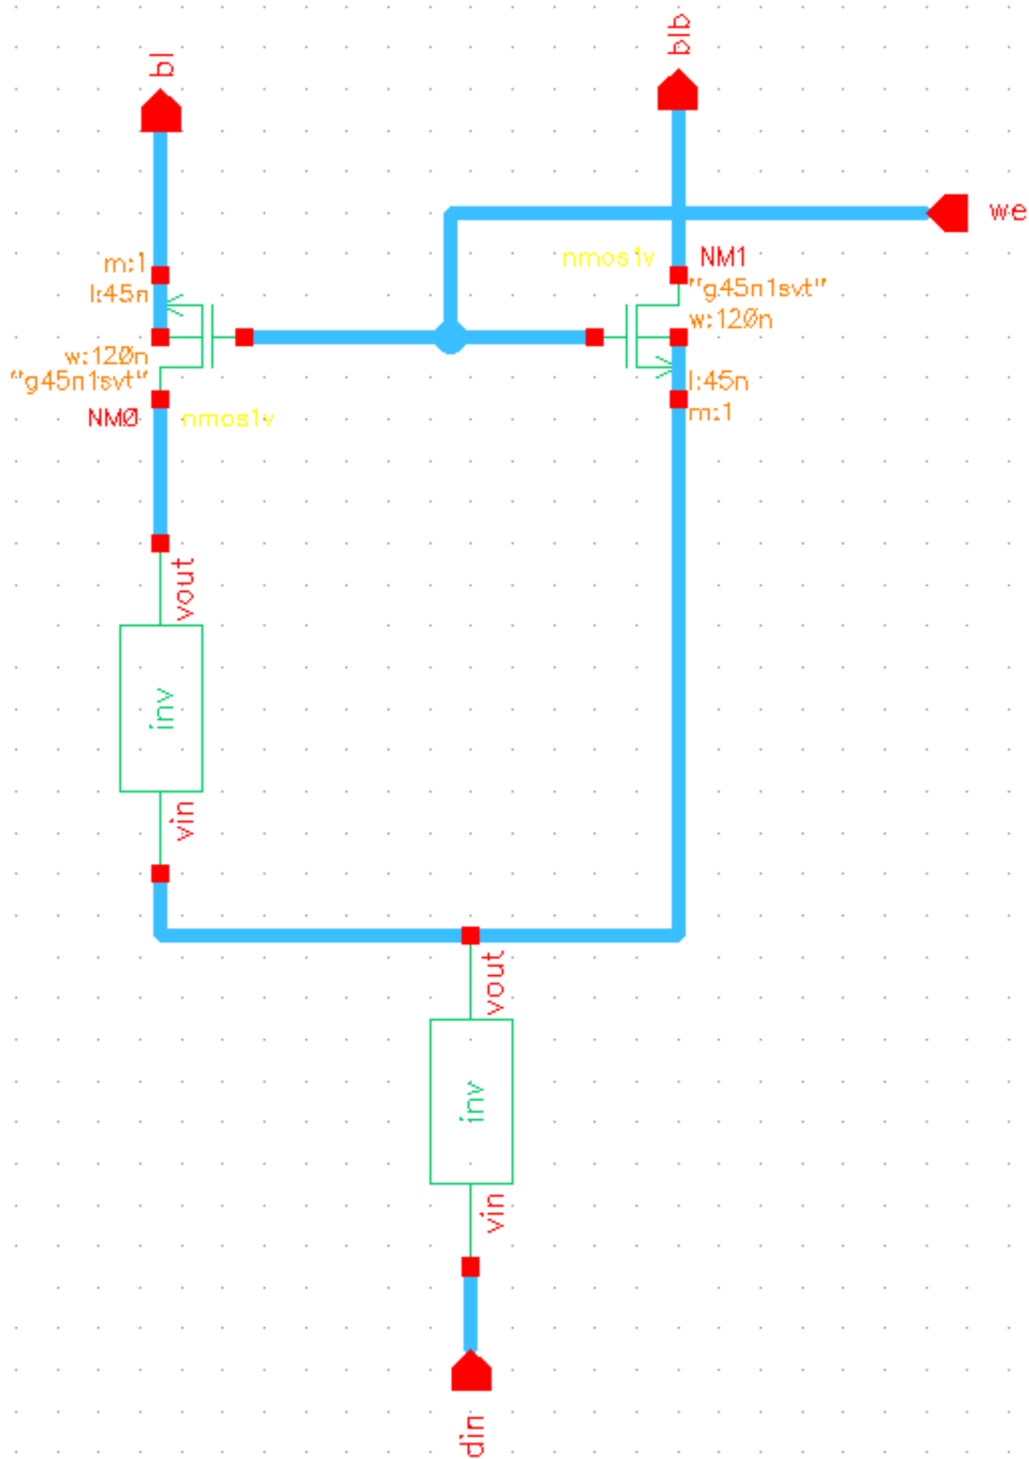 bl
blb
we
m:1
l:45n
w:120n
"g45n1svt"
NM0
nmos1v
nmos1v
NM1
"g45n1svt"
w:120n
l:45n
m:1
vout
inv
vin
vout
inv
vin
din